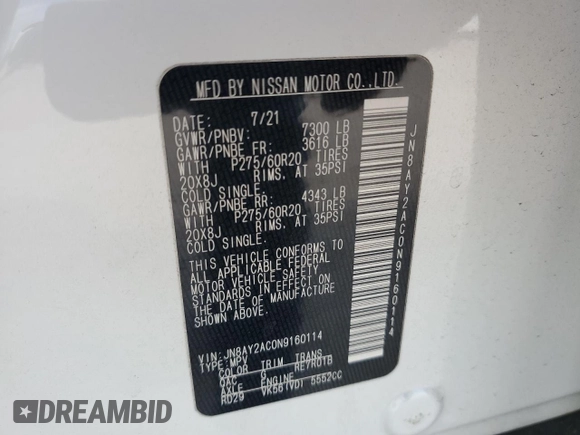 MFD BY NISSAN MOTOR CO.,LTD.
DATE: 7/21
GVWR/PNBV: 7300 LB
GAWR/PNBE FR: 3616 LB
WITH P275/60R20 TIRES
20X8J RIMS, AT 35PSI
COLD SINGLE.
GAWR/PNBE RR: 4343 LB
WITH P275/60R20 TIRES
20X8J RIMS, AT 35PSI
COLD SINGLE.
THIS VEHICLE CONFORMS TO
ALL APPLICABLE FEDERAL
MOTOR VEHICLE SAFETY
STANDARDS IN EFFECT ON
THE DATE OF MANUFACTURE
SHOWN ABOVE.
VIN: JN8AY2AC0N9160114
TYPE: MPV
COLOR TRIM TRANS
QAC G RE7R01B
AXLE ENGINE
RD29 VK56(VD) 5552CC
JN8AY2AC0N9160114
DREAMBID